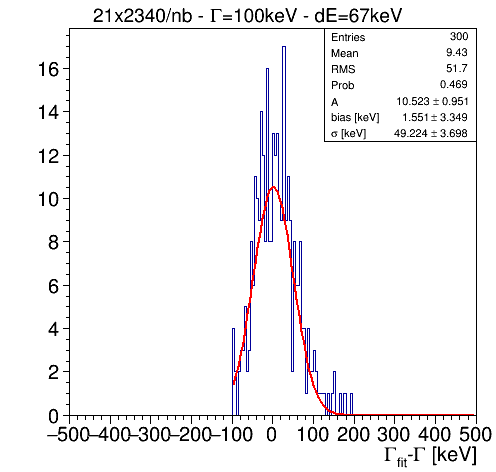 21x2340/nb - Γ=100keV - dE=67keV
Entries 300
Mean 9.43
RMS 51.7
Prob 0.469
A 10.523 ± 0.951
bias [keV] 1.551 ± 3.349
σ [keV] 49.224 ± 3.698
16
14
12
10
8
6
4
2
0
−500 −400 −300 −200 −100 0 100 200 300 400 500
Γfit-Γ [keV]